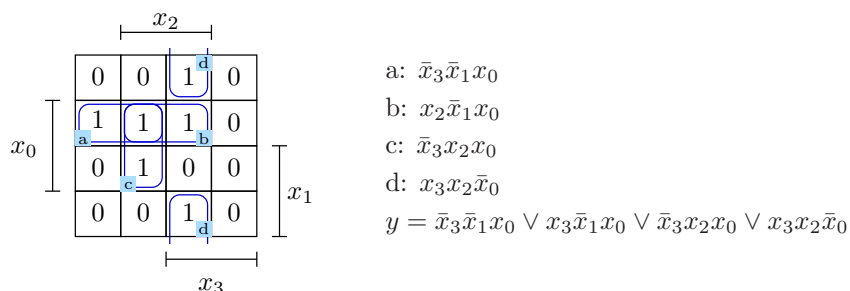 x₂
0 0 1 0
d
1 1 1 0
a b
x₀
0 1 0 0
c
x₁
0 0 1 0
d
x₃
a: x̄₃x̄₁x₀
b: x₂x̄₁x₀
c: x̄₃x₂x₀
d: x₃x₂x̄₀
y = x̄₃x̄₁x₀ ∨ x₃x̄₁x₀ ∨ x̄₃x₂x₀ ∨ x₃x₂x̄₀